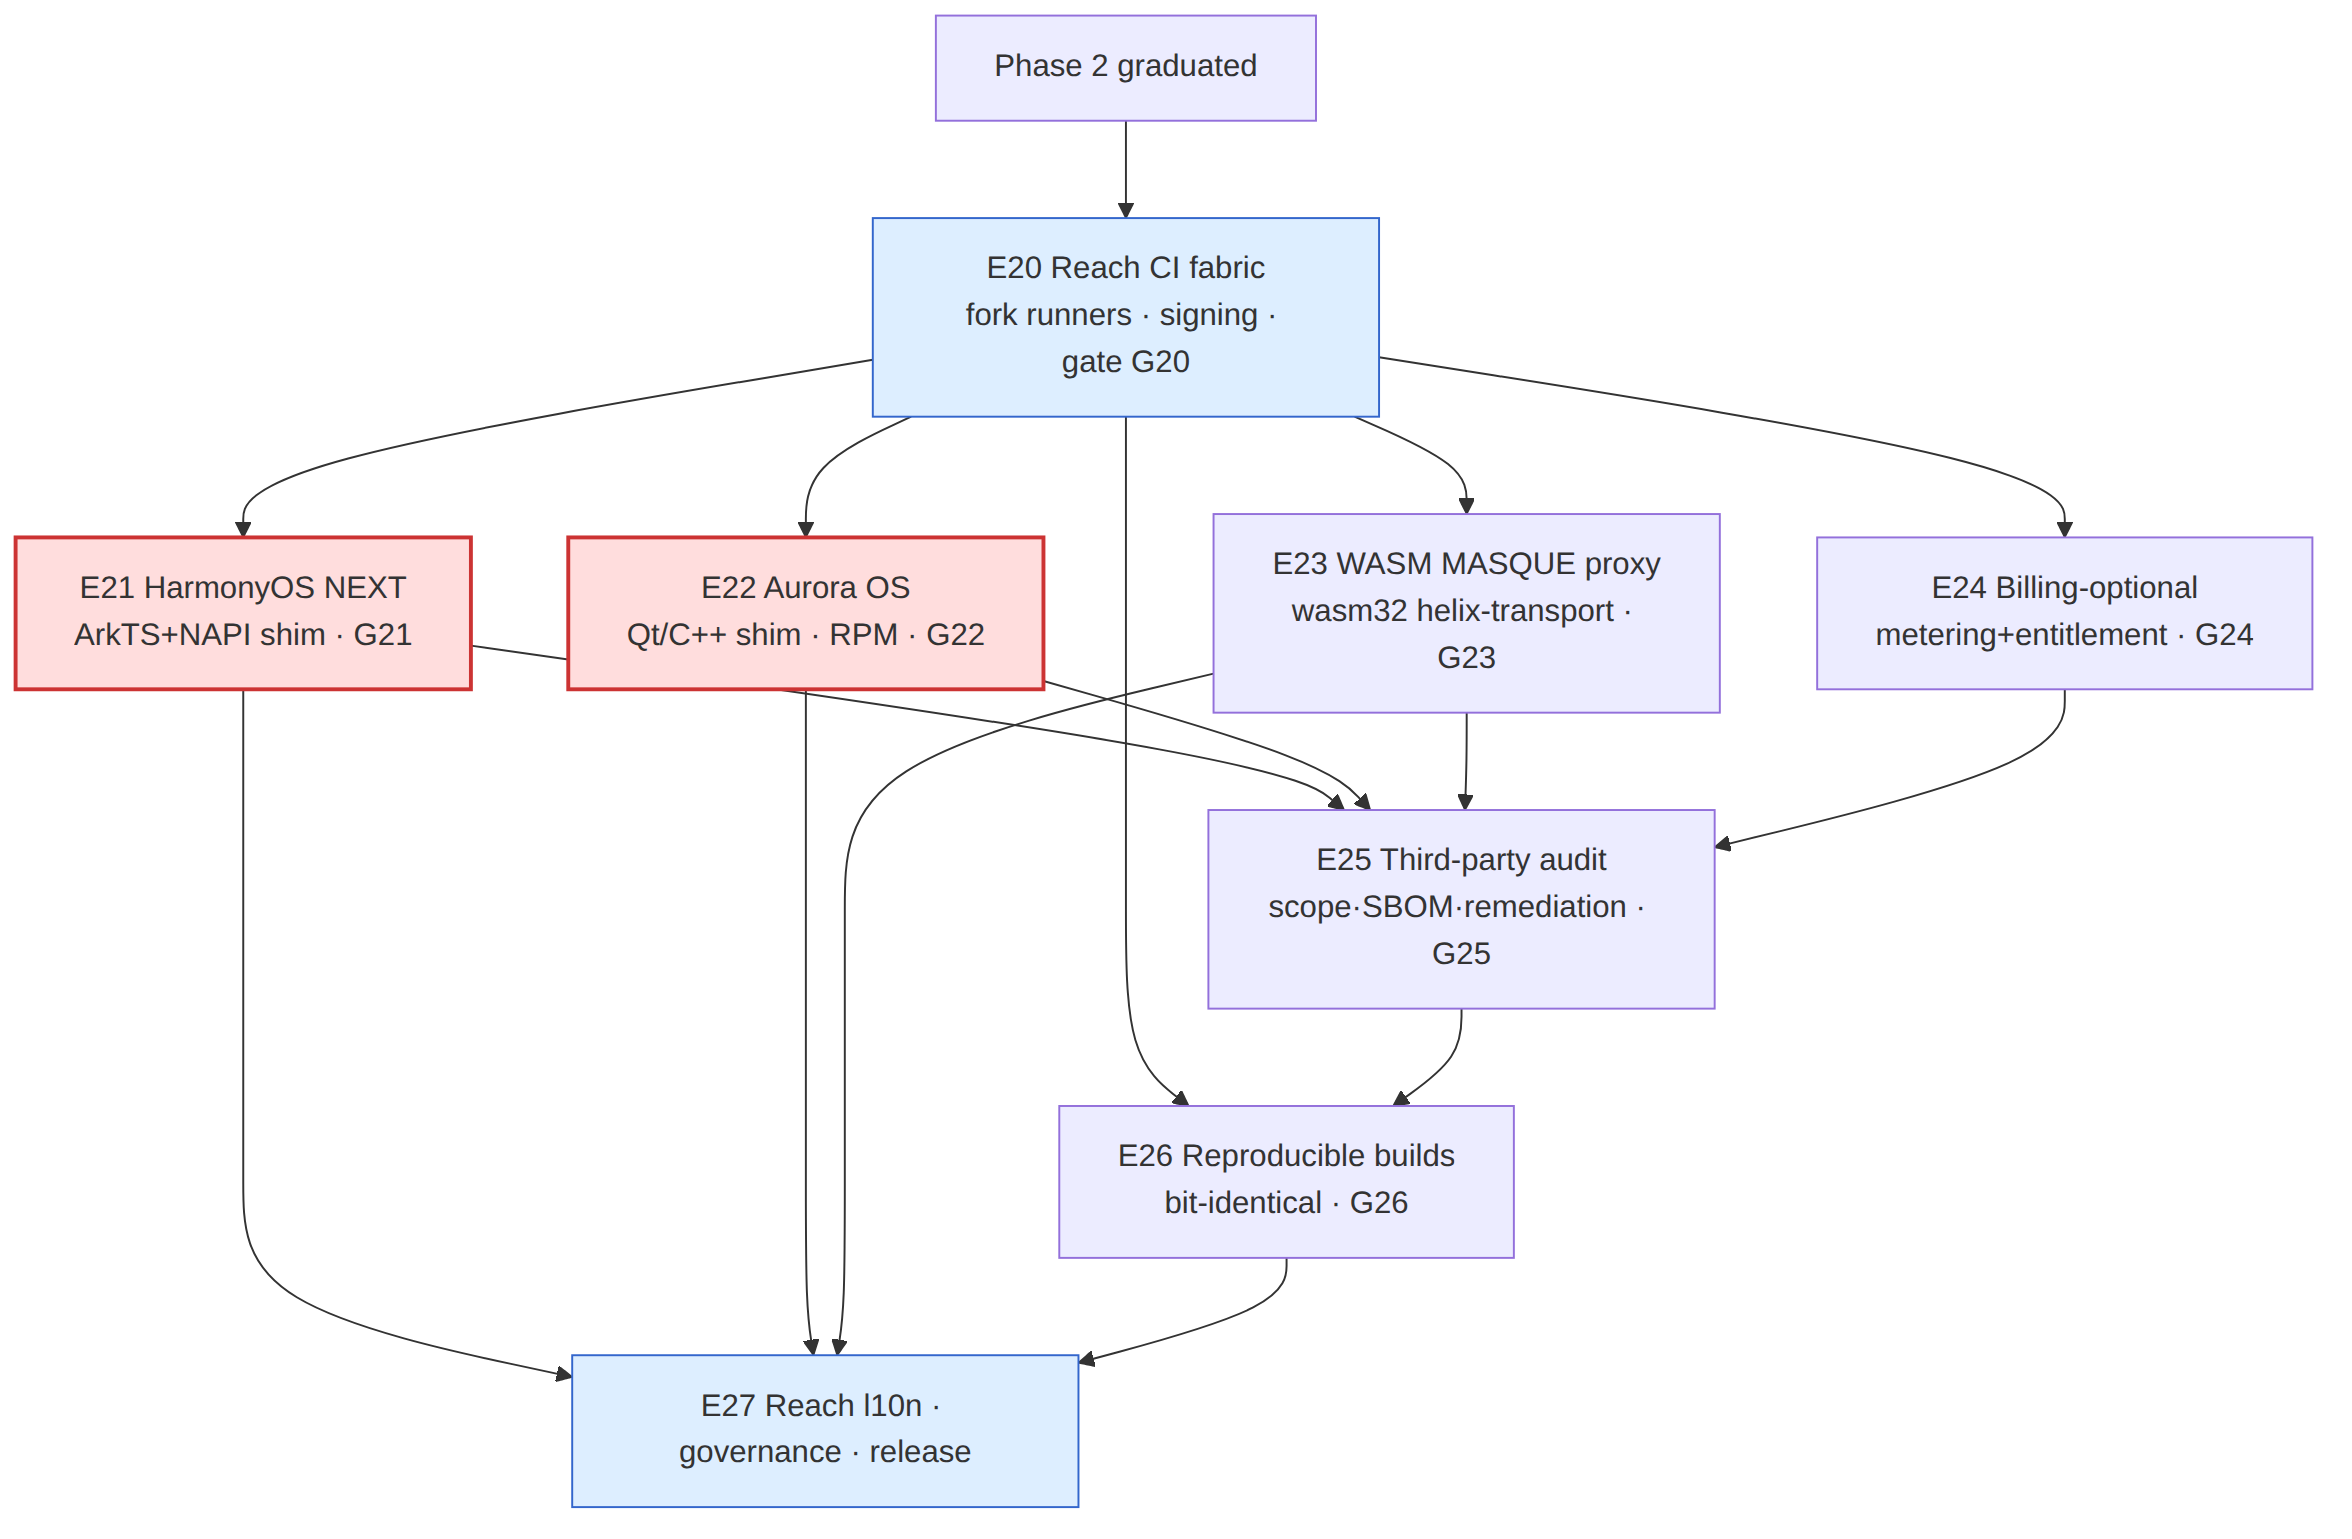 Phase 2 graduated
E20 Reach CI fabric
fork runners · signing ·
gate G20
E21 HarmonyOS NEXT
ArkTS+NAPI shim · G21
E22 Aurora OS
Qt/C++ shim · RPM · G22
E23 WASM MASQUE proxy
wasm32 helix-transport ·
G23
E24 Billing-optional
metering+entitlement · G24
E25 Third-party audit
scope·SBOM·remediation ·
G25
E26 Reproducible builds
bit-identical · G26
E27 Reach l10n ·
governance · release